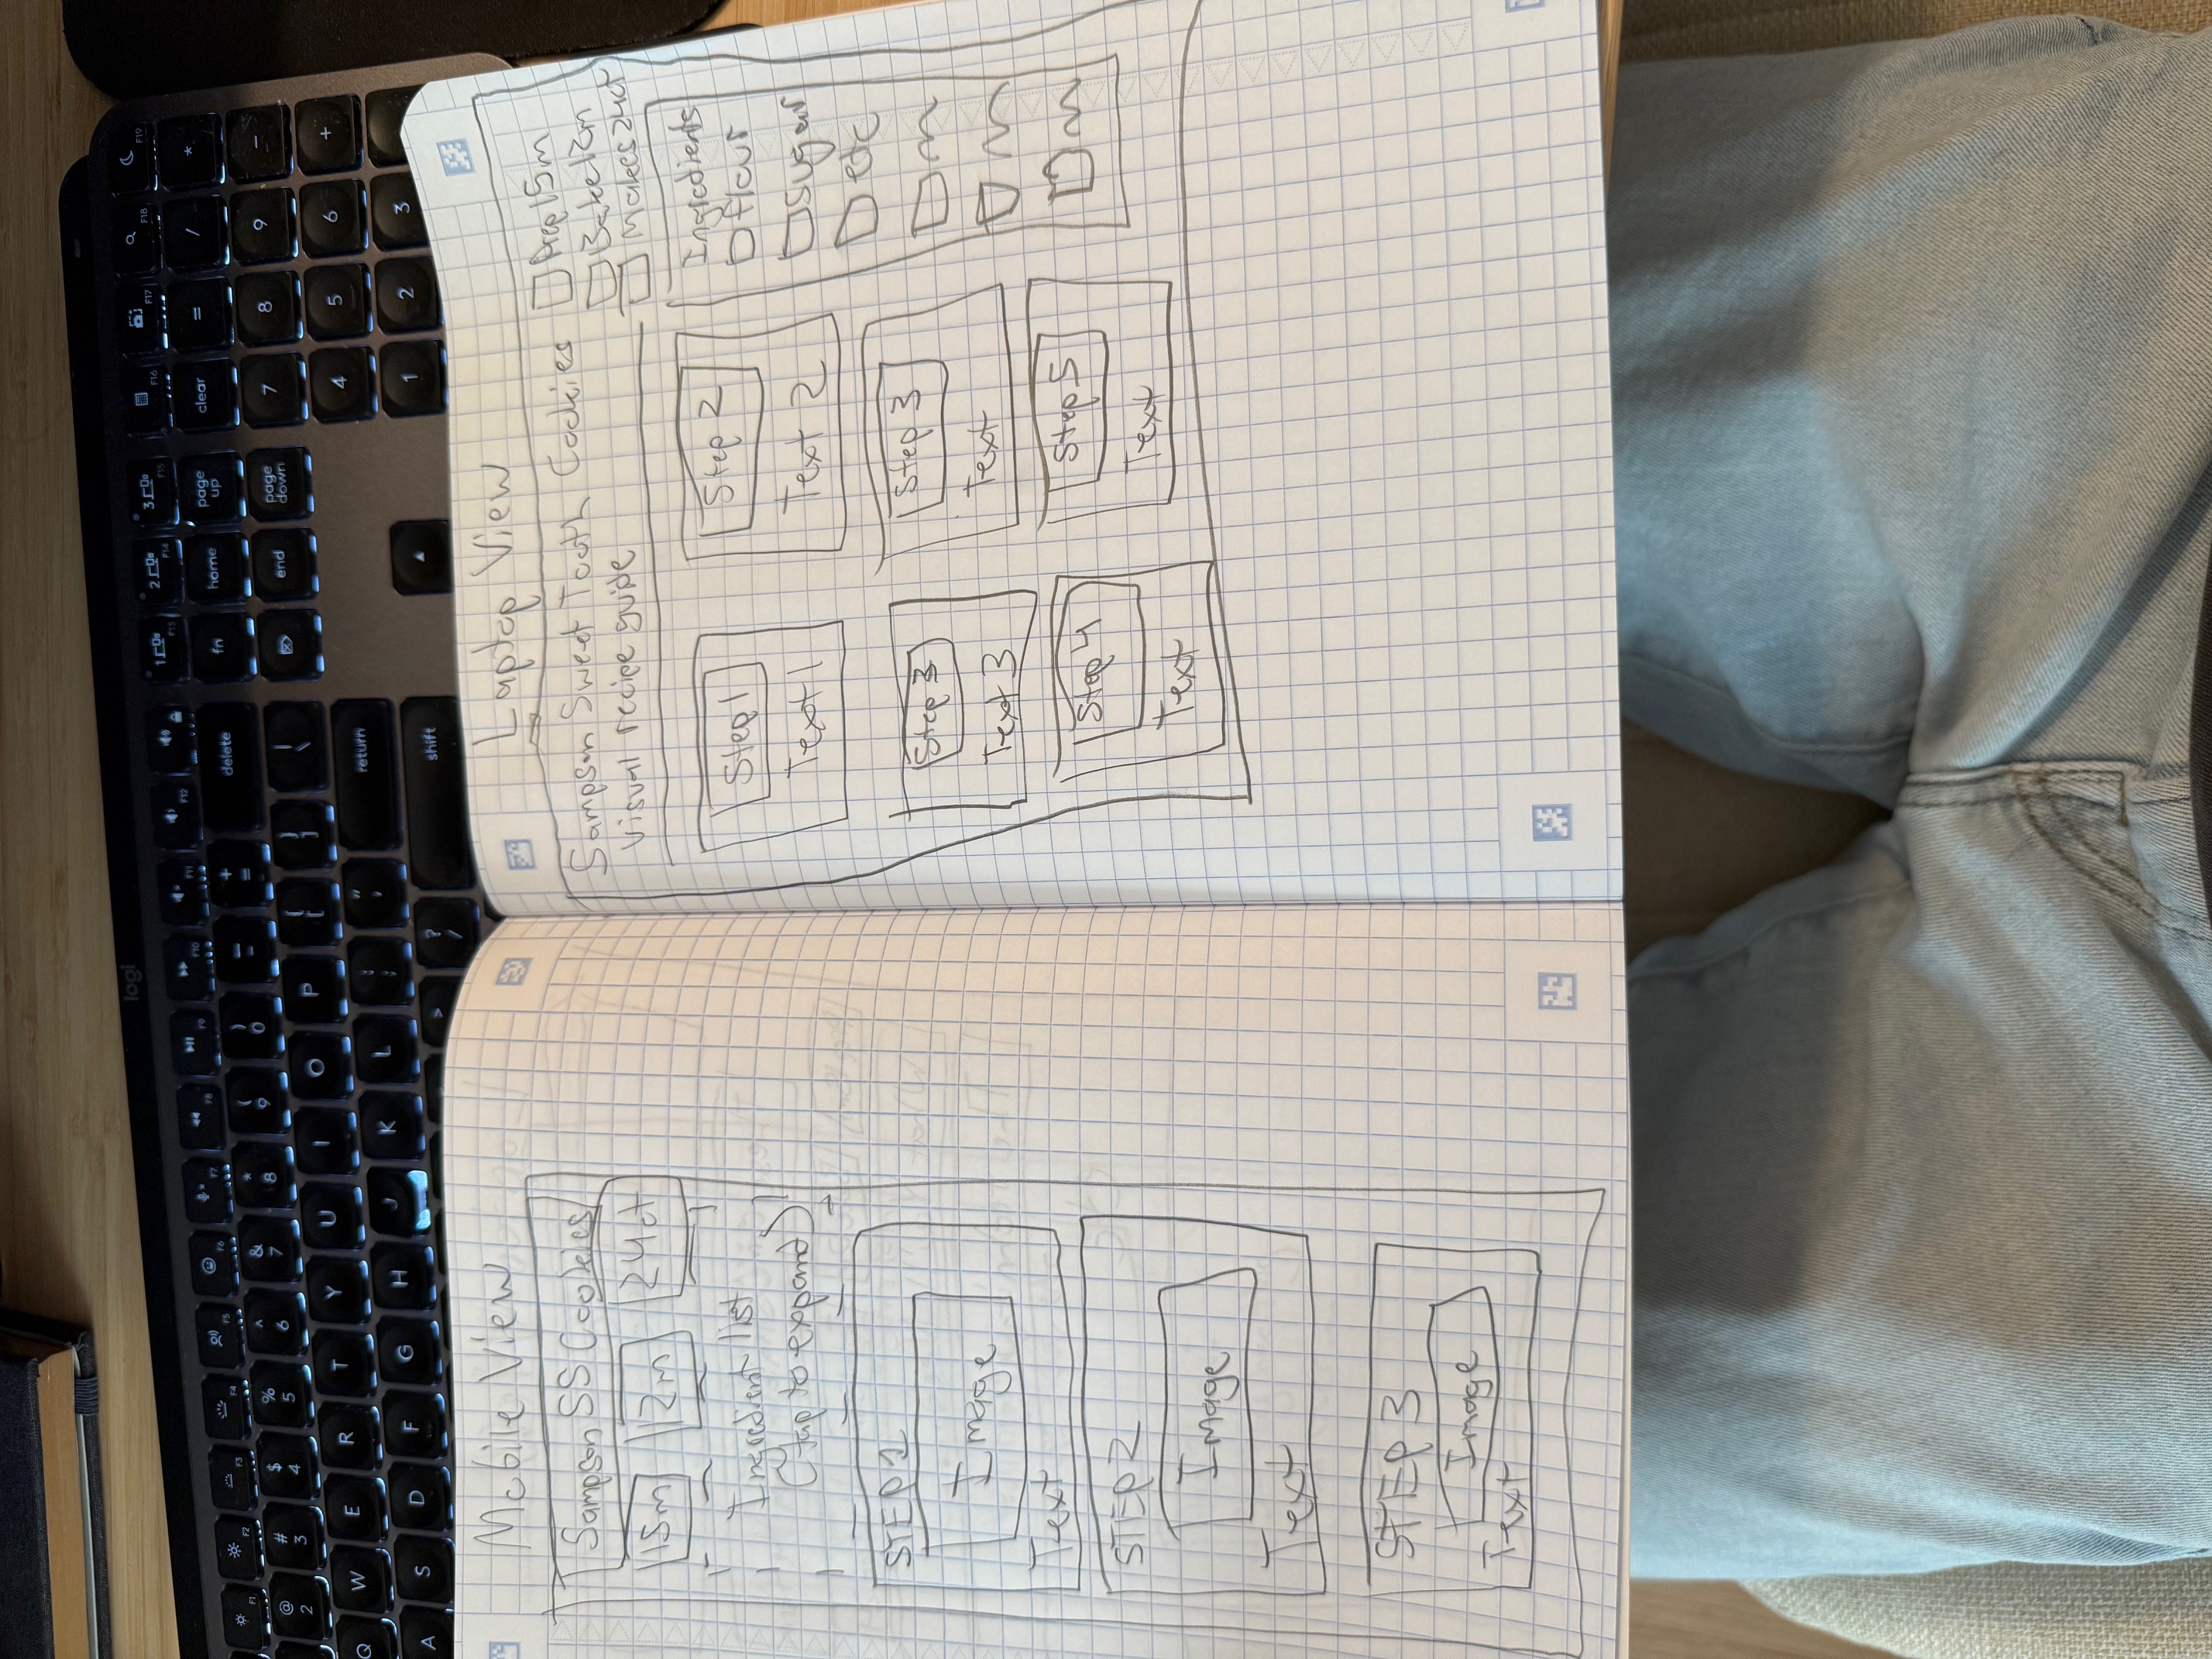 logi
F1 F2 F3 F4 F5 F6 F7 F8 F9 F10 F11 F12 F13 F14 F15 F16 F17 F18 F19
1 2 3
@ 2 # 3 $ 4 % 5 ^ 6 & 7 * 8 ( 9 ) 0 - + = delete fn home page up clear = / *
Q W E R T Y U I O P { [ } ] | \ end page down 7 8 9 -
A S D F G H J K L : ; " ' return 4 5 6 +
> ? / shift 1 2 3
Mobile View
Sampson SS Cookies
15m 12m 24ct
Ingredient list
(tap to expand)
STEP 1
Image
Text
STEP 2
Image
Text
STEP 3
Image
Text
Laptop View
Sampson Sweet Tooth Cookies
Visual recipe guide
Prep 15m
Bake 12m
Makes 24ct
Step 1
Text 1
Step 2
Text 2
Step 3
Text 3
Step 3
Text
Step 4
Text
Step 5
Text
Ingredients
flour
sugar
etc